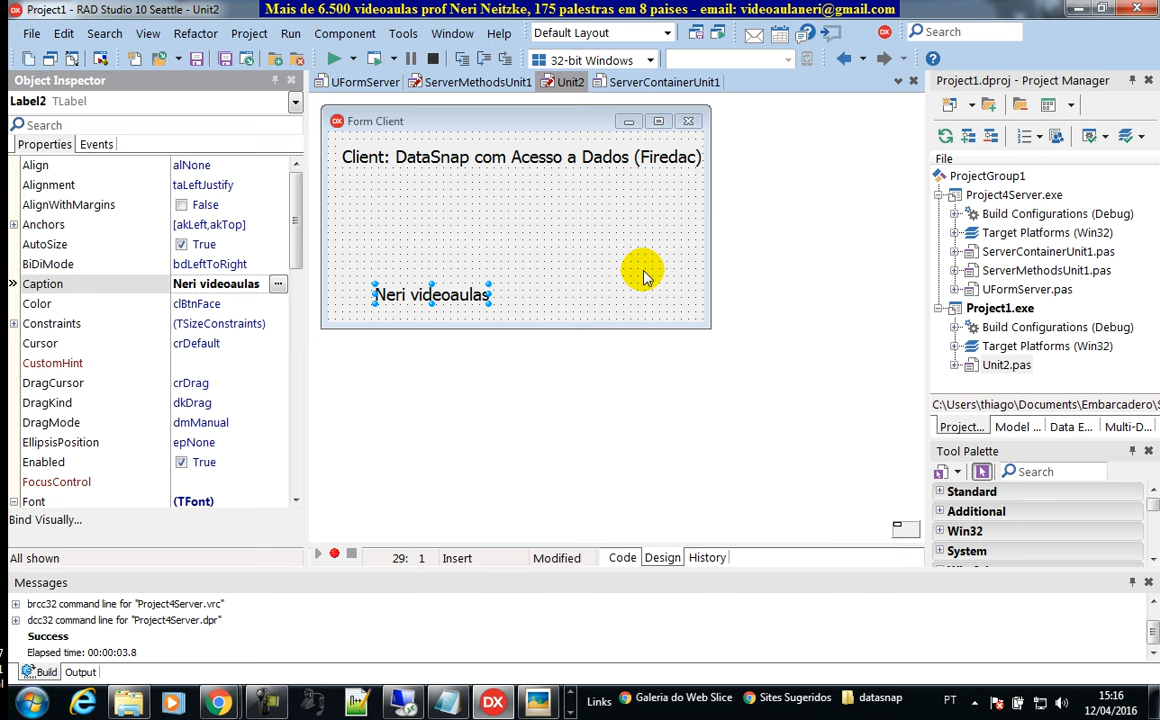 Project1 - RAD Studio 10 Seattle - Unit2
Mais de 6.500 videoaulas prof Neri Neitzke, 175 palestras em 8 paises - email: videoaulaneri@gmail.com
File Edit Search View Refactor Project Run Component Tools Window Help
Default Layout
Search
32-bit Windows
Object Inspector
Label2 TLabel
Search
Properties Events
Align alNone
Alignment taLeftJustify
AlignWithMargins False
Anchors [akLeft,akTop]
AutoSize True
BiDiMode bdLeftToRight
Caption Neri videoaulas
Color clBtnFace
Constraints (TSizeConstraints)
Cursor crDefault
CustomHint
DragCursor crDrag
DragKind dkDrag
DragMode dmManual
EllipsisPosition epNone
Enabled True
FocusControl
Font (TFont)
Bind Visually...
All shown
UFormServer ServerMethodsUnit1 Unit2 ServerContainerUnit1
Form Client
Client: DataSnap com Acesso a Dados (Firedac)
Neri videoaulas
29: 1 Insert Modified Code Design History
Project1.dproj - Project Manager
File
ProjectGroup1
Project4Server.exe
Build Configurations (Debug)
Target Platforms (Win32)
ServerContainerUnit1.pas
ServerMethodsUnit1.pas
UFormServer.pas
Project1.exe
Build Configurations (Debug)
Target Platforms (Win32)
Unit2.pas
C:\Users\thiago\Documents\Embarcadero\
Project... Model ... Data E... Multi-D...
Tool Palette
Search
Standard
Additional
Win32
System
Messages
brcc32 command line for "Project4Server.vrc"
dcc32 command line for "Project4Server.dpr"
Success
Elapsed time: 00:00:03.8
Build Output
Links Galeria do Web Slice Sites Sugeridos datasnap PT
15:16
12/04/2016